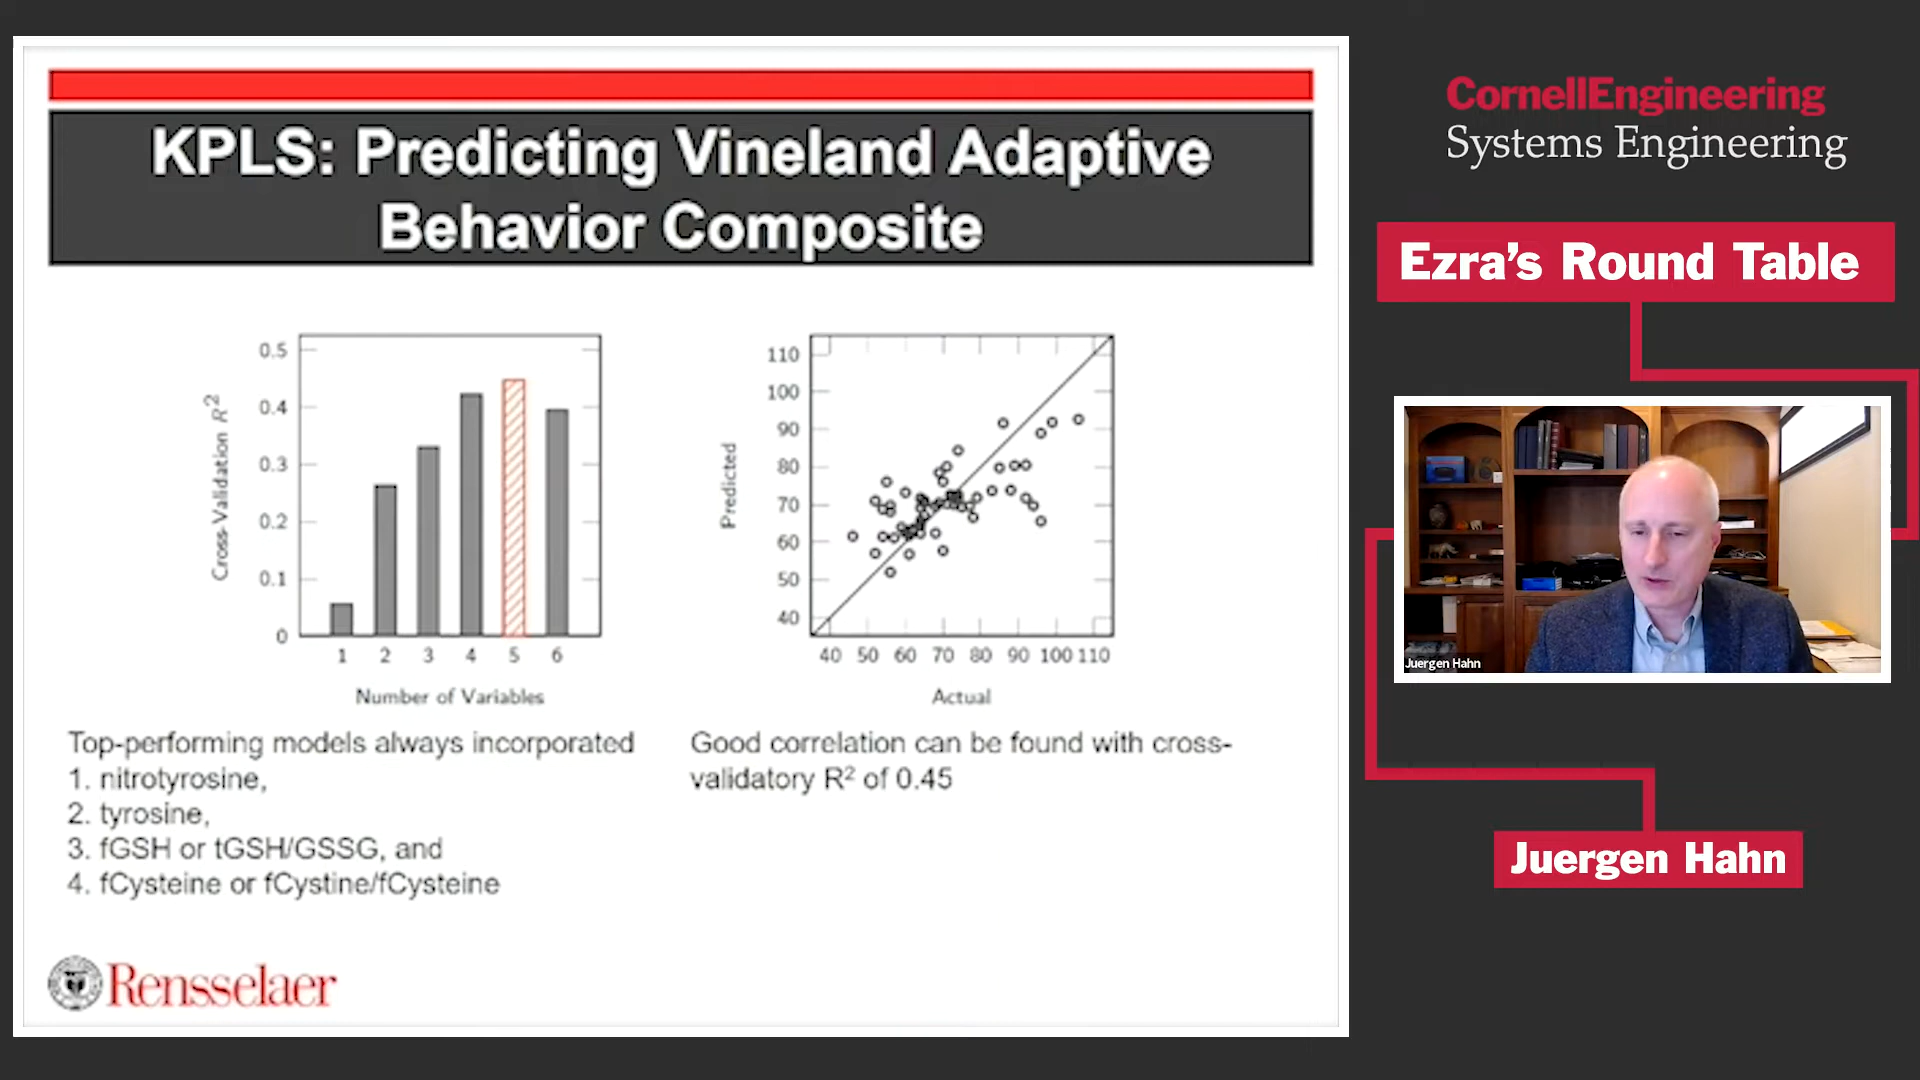 KPLS: Predicting Vineland Adaptive
Behavior Composite
Cross-Validation R²
0.5
0.4
0.3
0.2
0.1
0
1 2 3 4 5 6
Number of Variables
Predicted
110
100
90
80
70
60
50
40
40 50 60 70 80 90 100 110
Actual
Top-performing models always incorporated
1. nitrotyrosine,
2. tyrosine,
3. fGSH or tGSH/GSSG, and
4. fCysteine or fCystine/fCysteine
Good correlation can be found with cross-
validatory R² of 0.45
Rensselaer
CornellEngineering
Systems Engineering
Ezra's Round Table
Juergen Hahn
Juergen Hahn